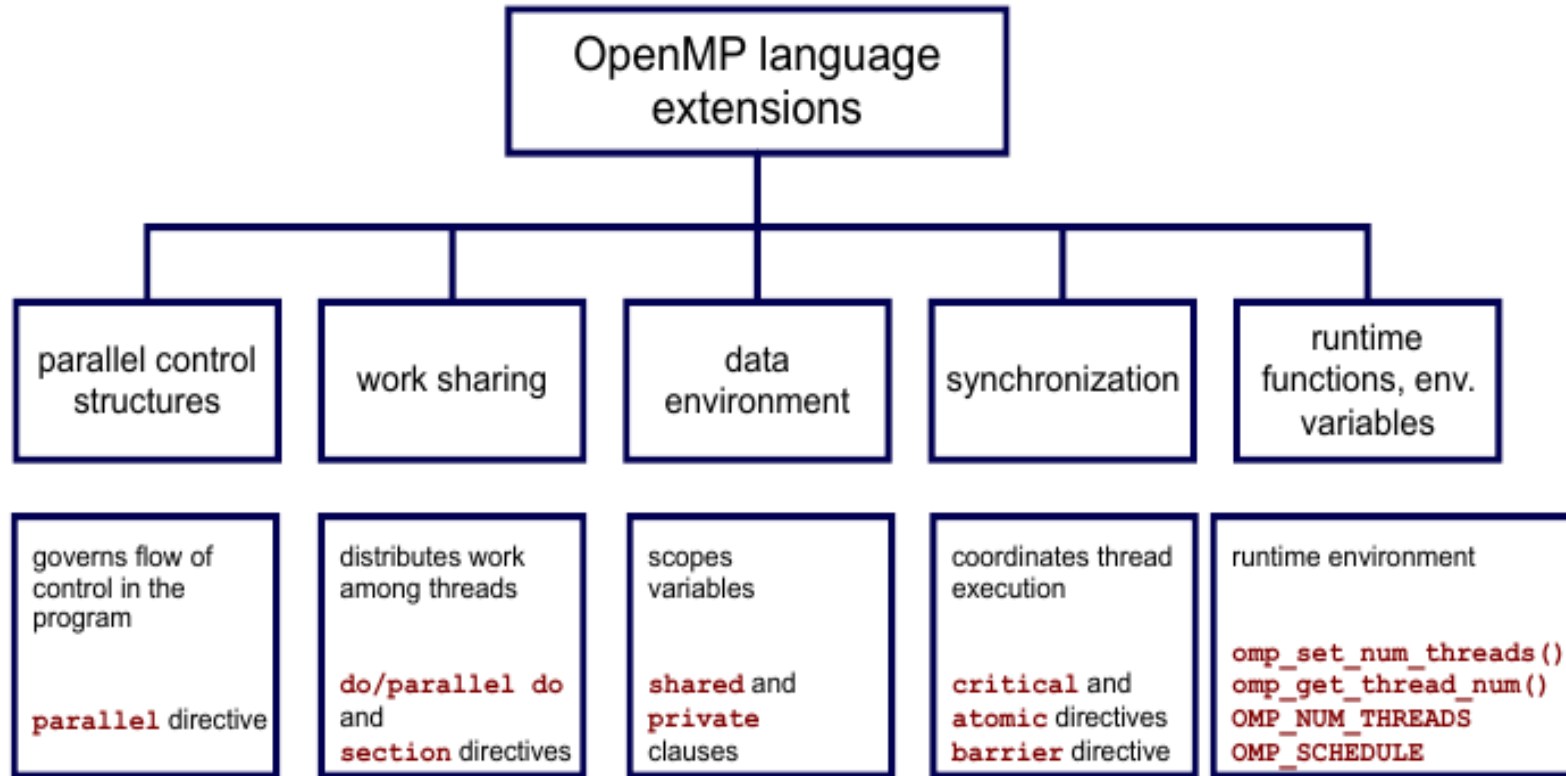 OpenMP language
extensions
parallel control
structures
work sharing
data
environment
synchronization
runtime
functions, env.
variables
governs flow of
control in the
program
parallel directive
distributes work
among threads
do/parallel do
and
section directives
scopes
variables
shared and
private
clauses
coordinates thread
execution
critical and
atomic directives
barrier directive
runtime environment
omp_set_num_threads()
omp_get_thread_num()
OMP_NUM_THREADS
OMP_SCHEDULE